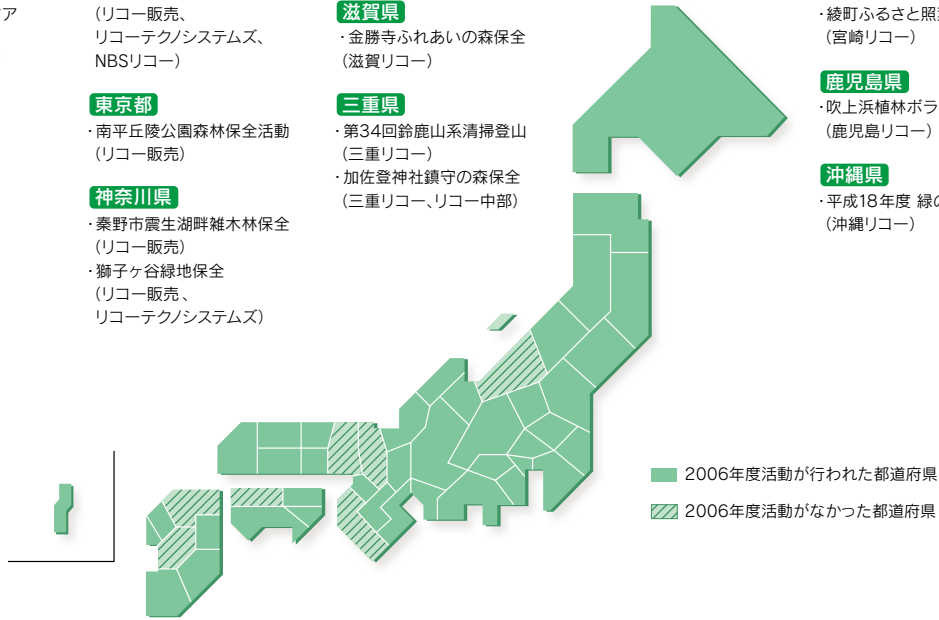 ア
(リコー販売、
リコーテクノシステムズ、
NBSリコー)
東京都
・南平丘陵公園森林保全活動
(リコー販売)
神奈川県
・秦野市震生湖畔雑木林保全
(リコー販売)
・獅子ヶ谷緑地保全
(リコー販売、
リコーテクノシステムズ)
滋賀県
・金勝寺ふれあいの森保全
(滋賀リコー)
三重県
・第34回鈴鹿山系清掃登山
(三重リコー)
・加佐登神社鎮守の森保全
(三重リコー、リコー中部)
・綾町ふるさと照
(宮崎リコー)
鹿児島県
・吹上浜植林ボラ
(鹿児島リコー)
沖縄県
・平成18年度 緑の
(沖縄リコー)
2006年度活動が行われた都道府県
2006年度活動がなかった都道府県